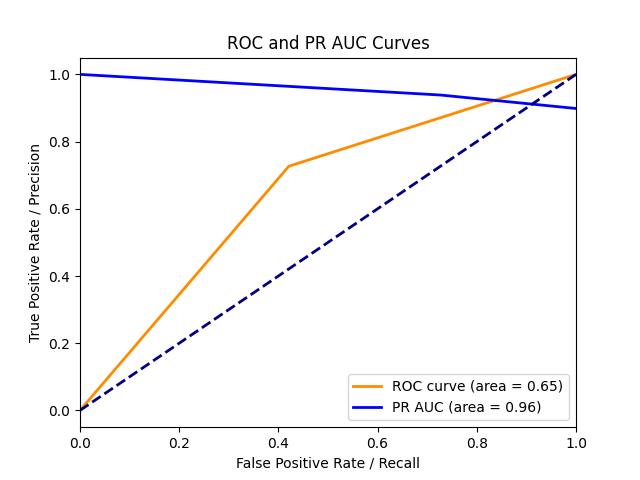 ROC and PR AUC Curves
True Positive Rate / Precision
1.0
0.8
0.6
0.4
0.2
0.0
ROC curve (area = 0.65)
PR AUC (area = 0.96)
0.0 0.2 0.4 0.6 0.8 1.0
False Positive Rate / Recall